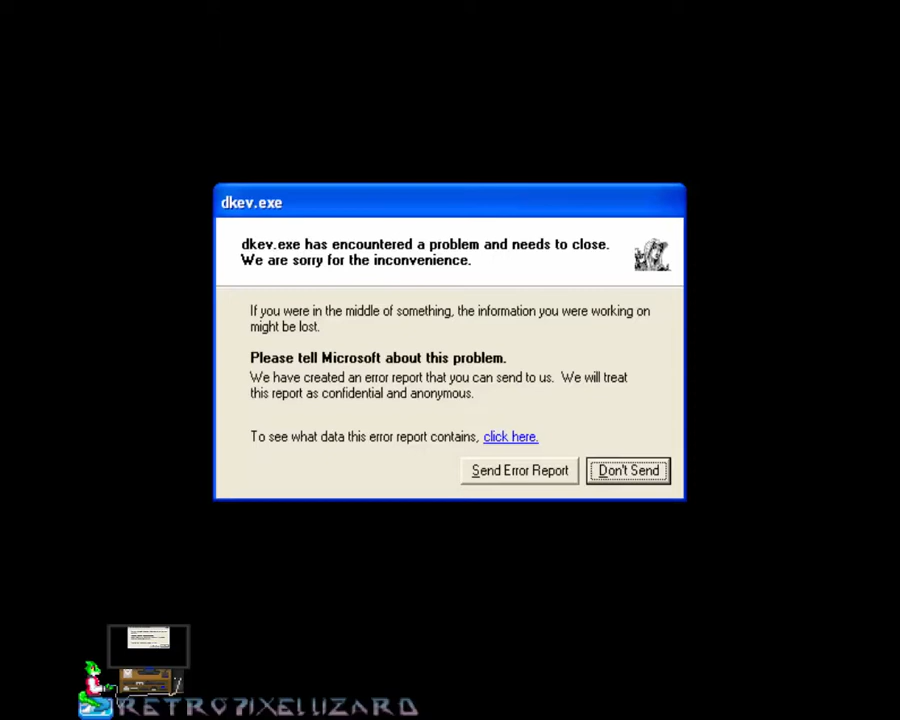 dkev.exe
dkev.exe has encountered a problem and needs to close.
We are sorry for the inconvenience.
If you were in the middle of something, the information you were working on
might be lost.
Please tell Microsoft about this problem.
We have created an error report that you can send to us. We will treat
this report as confidential and anonymous.
To see what data this error report contains, click here.
Send Error Report
Don't Send
RETROPIXELLIZARD